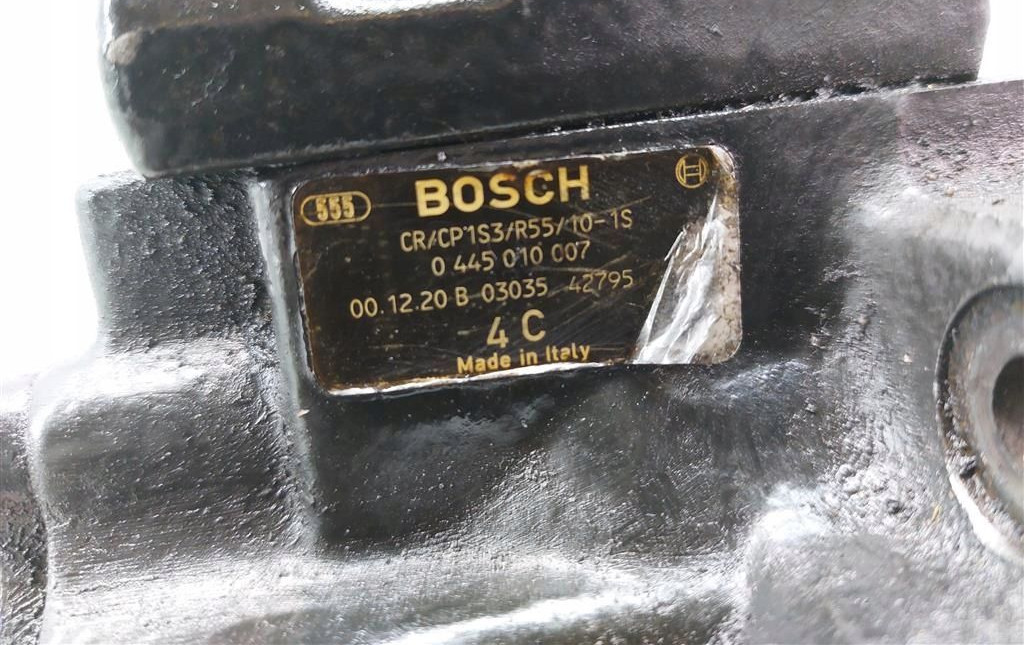 555
BOSCH
CR/CP1S3/R55/10-1S
0 445 010 007
00.12.20 B 03035 42795
4 C
Made in Italy